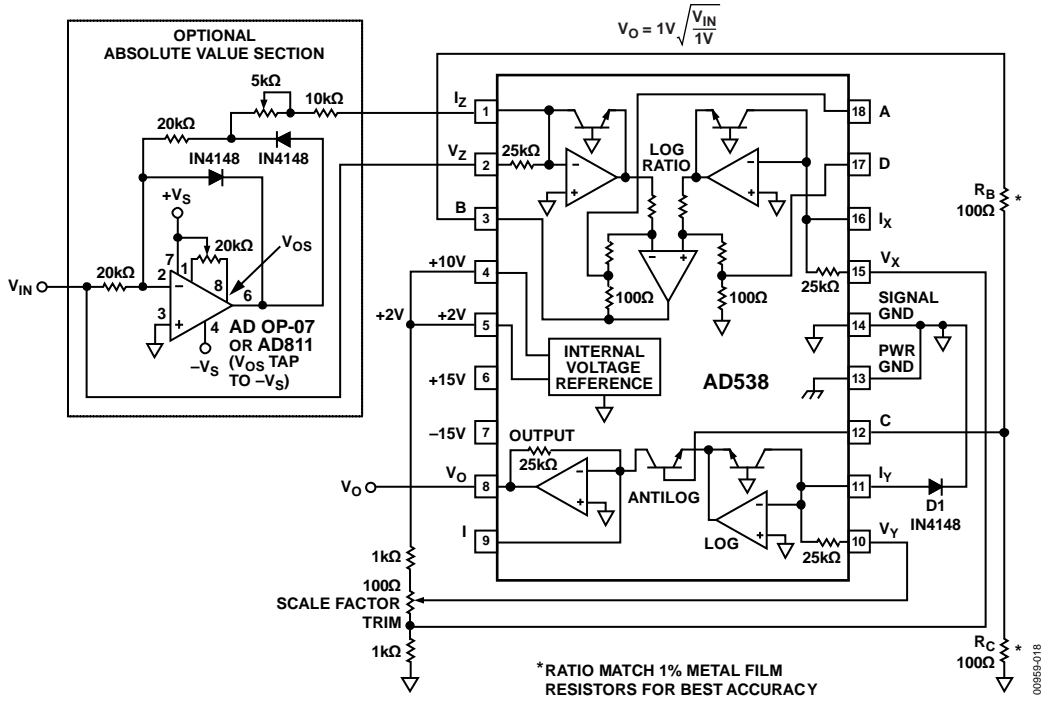 OPTIONAL
ABSOLUTE VALUE SECTION
V_O = 1V √(V_IN/1V)
5kΩ
10kΩ
20kΩ
IN4148
IN4148
+V_S
20kΩ
V_OS
V_IN
20kΩ
7
1
2
8
6
3
4
AD OP-07
OR AD811
(V_OS TAP
TO –V_S)
–V_S
I_Z
1
V_Z
2
25kΩ
B
3
+10V
4
+2V
+2V
5
+15V
6
–15V
7
V_O
V_O
8
I
9
LOG
RATIO
100Ω
100Ω
INTERNAL
VOLTAGE
REFERENCE
AD538
OUTPUT
25kΩ
ANTILOG
LOG
25kΩ
25kΩ
18
A
17
D
16
I_X
15
V_X
14
SIGNAL
GND
13
PWR
GND
12
C
11
I_Y
10
V_Y
D1
IN4148
R_B
100Ω
*
R_C
100Ω
*
1kΩ
100Ω
SCALE FACTOR
TRIM
1kΩ
*RATIO MATCH 1% METAL FILM
RESISTORS FOR BEST ACCURACY
00959-018